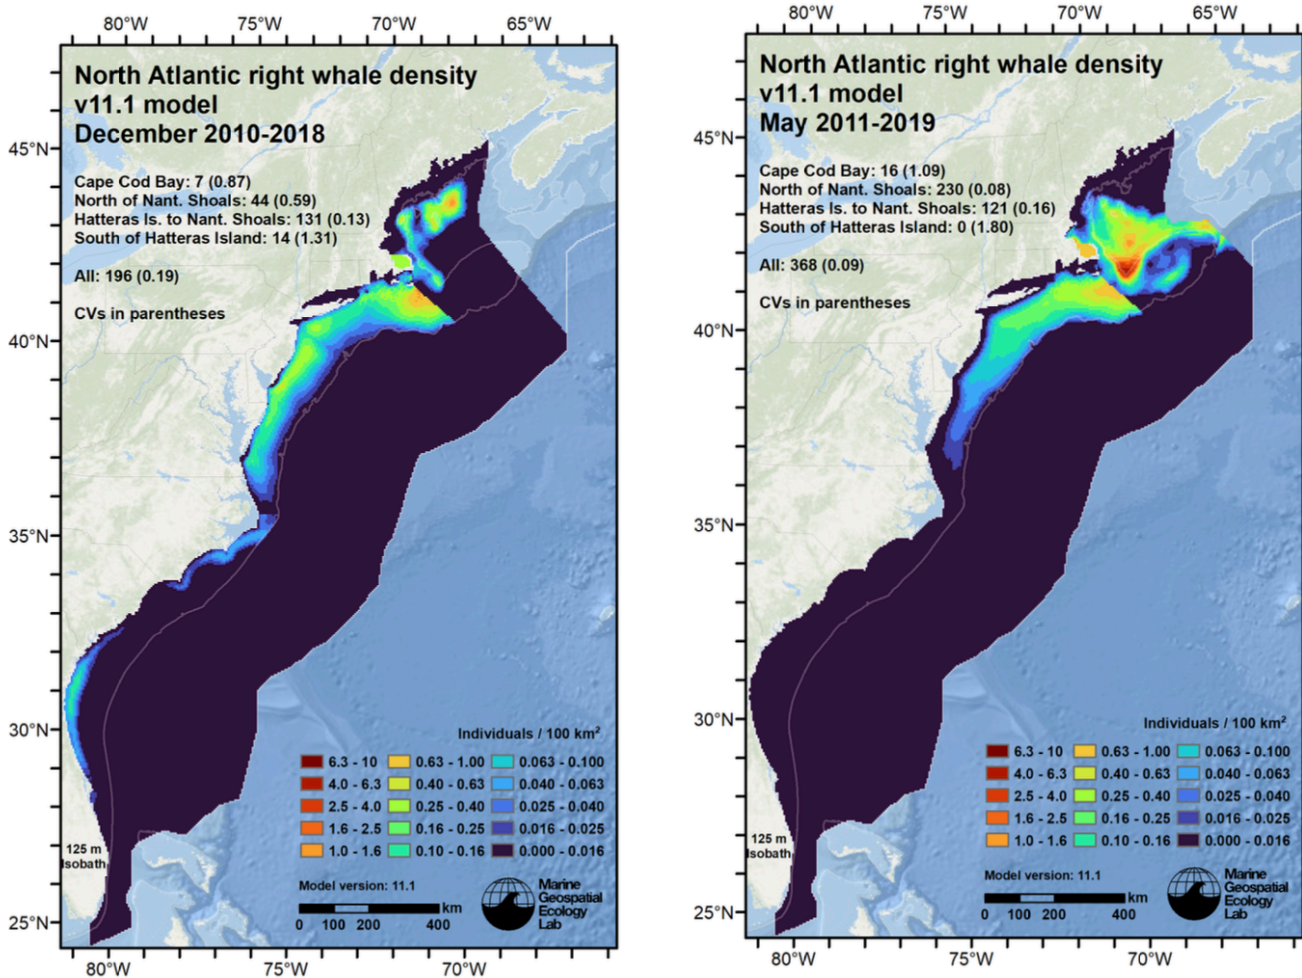 80°W 75°W 70°W 65°W
North Atlantic right whale density
v11.1 model
December 2010-2018
45°N
Cape Cod Bay: 7 (0.87)
North of Nant. Shoals: 44 (0.59)
Hatteras Is. to Nant. Shoals: 131 (0.13)
South of Hatteras Island: 14 (1.31)
All: 196 (0.19)
CVs in parentheses
40°N
35°N
30°N
Individuals / 100 km²
6.3 - 10 0.63 - 1.00 0.063 - 0.100
4.0 - 6.3 0.40 - 0.63 0.040 - 0.063
2.5 - 4.0 0.25 - 0.40 0.025 - 0.040
1.6 - 2.5 0.16 - 0.25 0.016 - 0.025
1.0 - 1.6 0.10 - 0.16 0.000 - 0.016
125 m
Isobath
Model version: 11.1
km
0 100 200 400
Marine
Geospatial
Ecology
Lab
25°N
80°W 75°W 70°W
80°W 75°W 70°W 65°W
North Atlantic right whale density
v11.1 model
May 2011-2019
45°N
Cape Cod Bay: 16 (1.09)
North of Nant. Shoals: 230 (0.08)
Hatteras Is. to Nant. Shoals: 121 (0.16)
South of Hatteras Island: 0 (1.80)
All: 368 (0.09)
CVs in parentheses
40°N
35°N
30°N
Individuals / 100 km²
6.3 - 10 0.63 - 1.00 0.063 - 0.100
4.0 - 6.3 0.40 - 0.63 0.040 - 0.063
2.5 - 4.0 0.25 - 0.40 0.025 - 0.040
1.6 - 2.5 0.16 - 0.25 0.016 - 0.025
1.0 - 1.6 0.10 - 0.16 0.000 - 0.016
125 m
Isobath
Model version: 11.1
km
0 100 200 400
Marine
Geospatial
Ecology
Lab
25°N
80°W 75°W 70°W